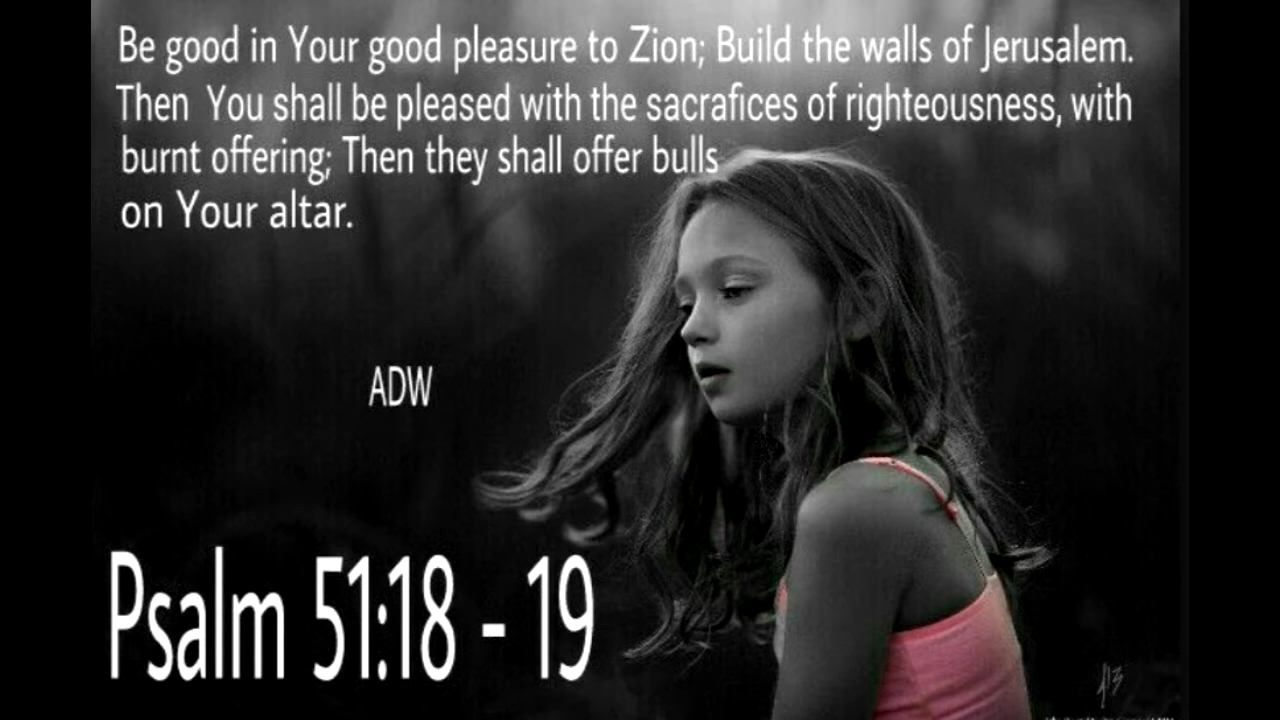 Be good in Your good pleasure to Zion; Build the walls of Jerusalem.
Then You shall be pleased with the sacrafices of righteousness, with
burnt offering; Then they shall offer bulls
on Your altar.
ADW
Psalm 51:18 - 19